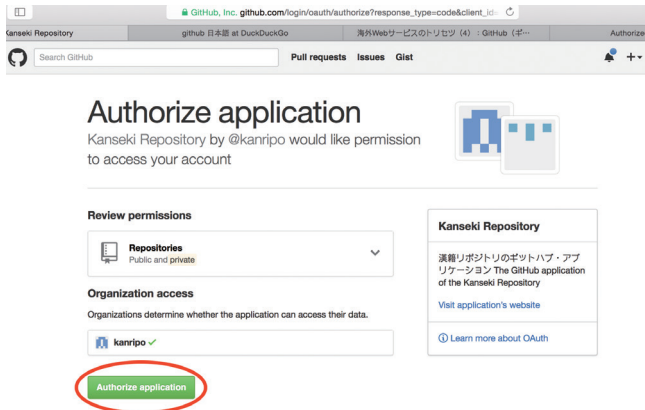 GitHub, Inc. github.com/login/oauth/authorize?response_type=code&client_id=
Kanseki Repository
github 日本語 at DuckDuckGo
海外Webサービスのトリセツ（4）：GitHub（ギ…
Authorize
Search GitHub
Pull requests Issues Gist
Authorize application
Kanseki Repository by @kanripo would like permission
to access your account
Review permissions
Repositories
Public and private
Organization access
Organizations determine whether the application can access their data.
kanripo
Authorize application
Kanseki Repository
漢籍リポジトリのギットハブ・アプ
リケーション The GitHub application
of the Kanseki Repository
Visit application's website
Learn more about OAuth